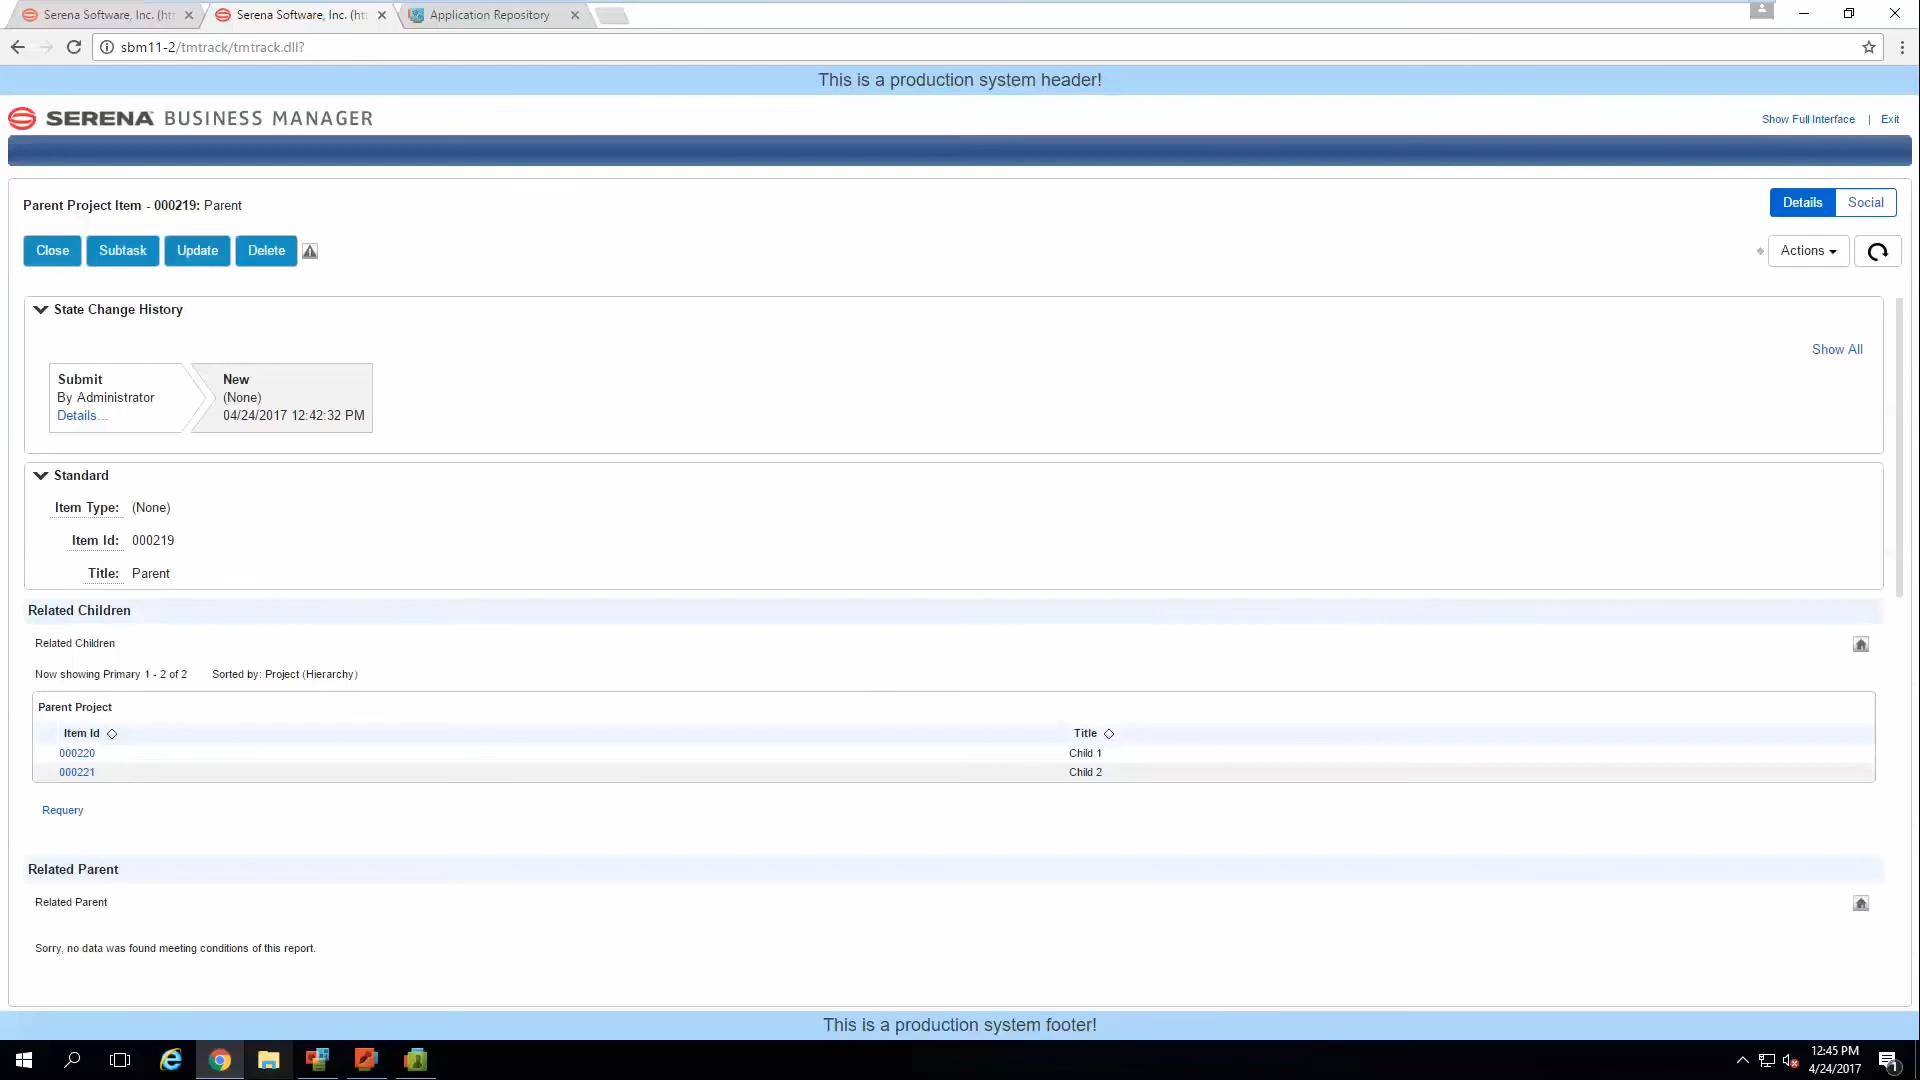 Serena Software, Inc. (htt
Serena Software, Inc. (htt
Application Repository
sbm11-2/tmtrack/tmtrack.dll?
This is a production system header!
SERENA BUSINESS MANAGER
Show Full Interface | Exit
Parent Project Item - 000219: Parent
Details Social
Close Subtask Update Delete
Actions
State Change History
Show All
Submit
By Administrator
Details...
New
(None)
04/24/2017 12:42:32 PM
Standard
Item Type: (None)
Item Id: 000219
Title: Parent
Related Children
Related Children
Now showing Primary 1 - 2 of 2 Sorted by: Project (Hierarchy)
Parent Project
Item Id Title
000220 Child 1
000221 Child 2
Requery
Related Parent
Related Parent
Sorry, no data was found meeting conditions of this report.
This is a production system footer!
12:45 PM
4/24/2017
1